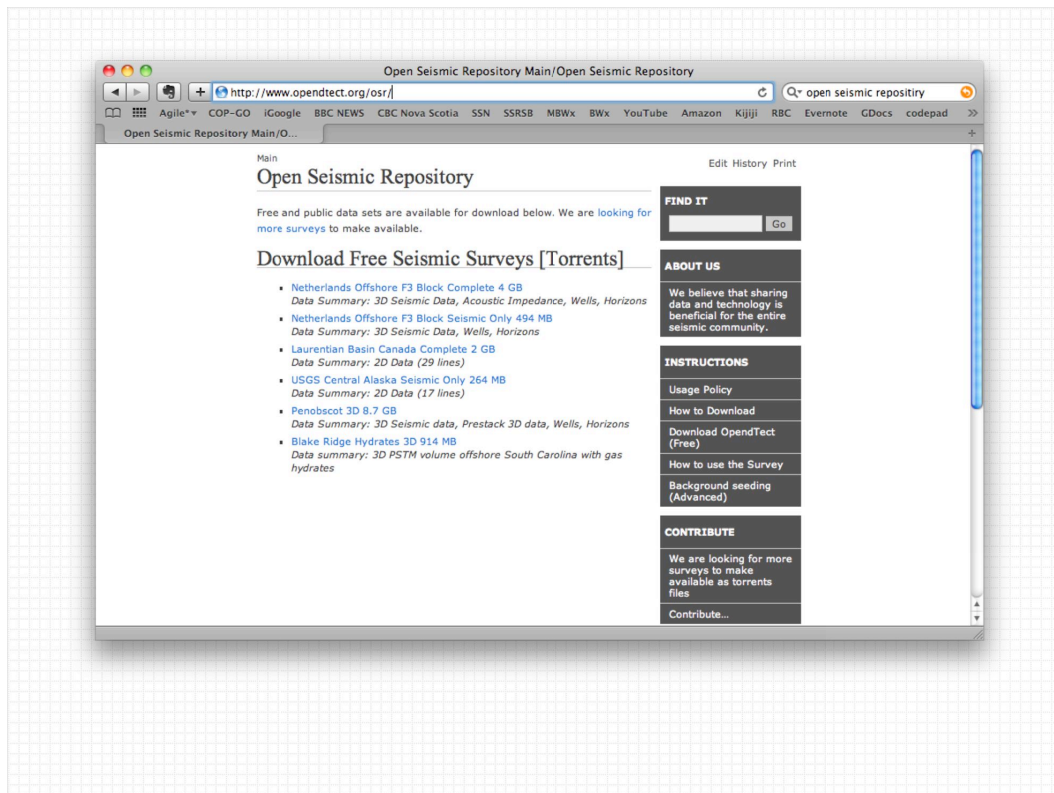 Open Seismic Repository Main/Open Seismic Repository
http://www.opendtect.org/osr/
open seismic repositiry
Agile* COP-GO iGoogle BBC NEWS CBC Nova Scotia SSN SSRSB MBWx BWx YouTube Amazon Kijiji RBC Evernote GDocs codepad
Open Seismic Repository Main/O...
Main
Open Seismic Repository
Free and public data sets are available for download below. We are looking for
more surveys to make available.
Download Free Seismic Surveys [Torrents]
Netherlands Offshore F3 Block Complete 4 GB
Data Summary: 3D Seismic Data, Acoustic Impedance, Wells, Horizons
Netherlands Offshore F3 Block Seismic Only 494 MB
Data Summary: 3D Seismic Data, Wells, Horizons
Laurentian Basin Canada Complete 2 GB
Data Summary: 2D Data (29 lines)
USGS Central Alaska Seismic Only 264 MB
Data Summary: 2D Data (17 lines)
Penobscot 3D 8.7 GB
Data Summary: 3D Seismic data, Prestack 3D data, Wells, Horizons
Blake Ridge Hydrates 3D 914 MB
Data summary: 3D PSTM volume offshore South Carolina with gas
hydrates
Edit History Print
FIND IT
Go
ABOUT US
We believe that sharing
data and technology is
beneficial for the entire
seismic community.
INSTRUCTIONS
Usage Policy
How to Download
Download OpendTect
(Free)
How to use the Survey
Background seeding
(Advanced)
CONTRIBUTE
We are looking for more
surveys to make
available as torrents
files
Contribute...